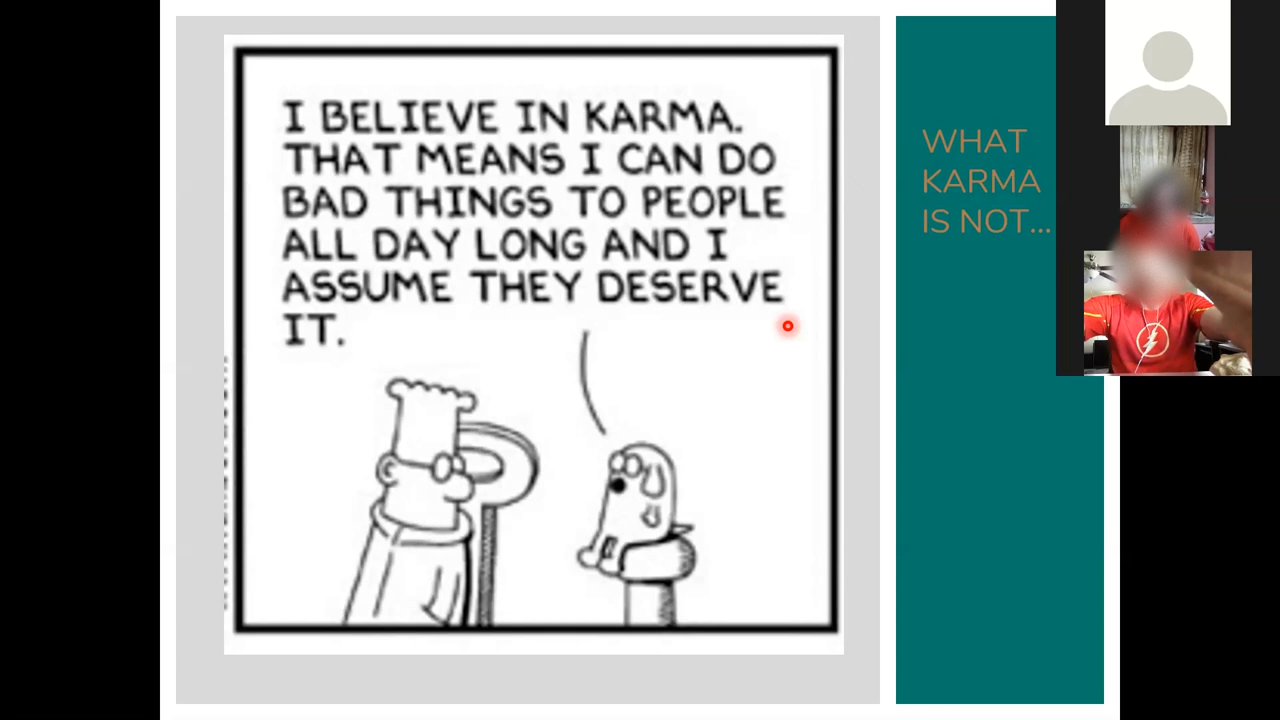 I BELIEVE IN KARMA.
THAT MEANS I CAN DO
BAD THINGS TO PEOPLE
ALL DAY LONG AND I
ASSUME THEY DESERVE
IT.
WHAT
KARMA
IS NOT...